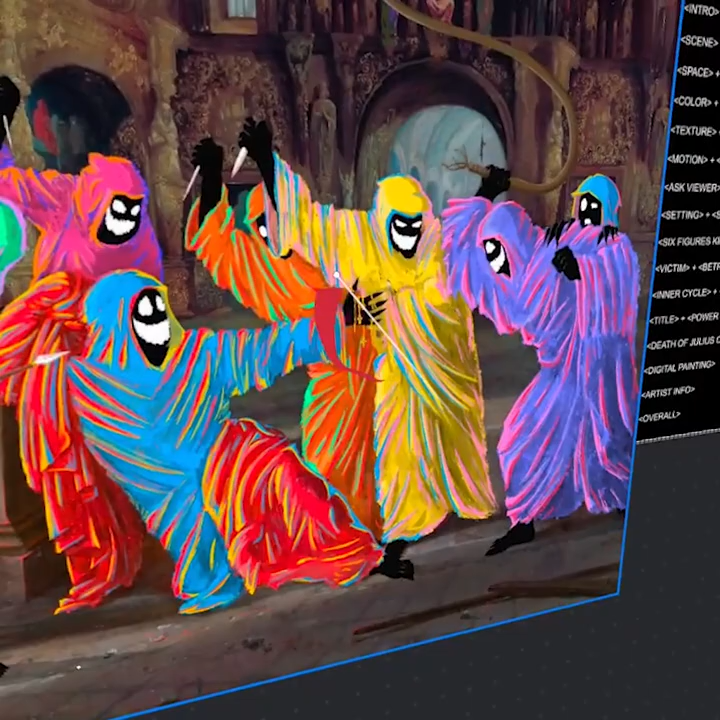 <INTRO>
<SCENE>
<SPACE> +
<COLOR> +
<TEXTURE>
<MOTION> + <
<ASK VIEWER>
<SETTING> + <
<SIX FIGURES
<VICTIM> + <BETR
<INNER CYCLE> + <
<TITLE> + <POWER
<DEATH OF JULIUS
<DIGITAL PAINTING>
<ARTIST INFO>
<OVERALL>